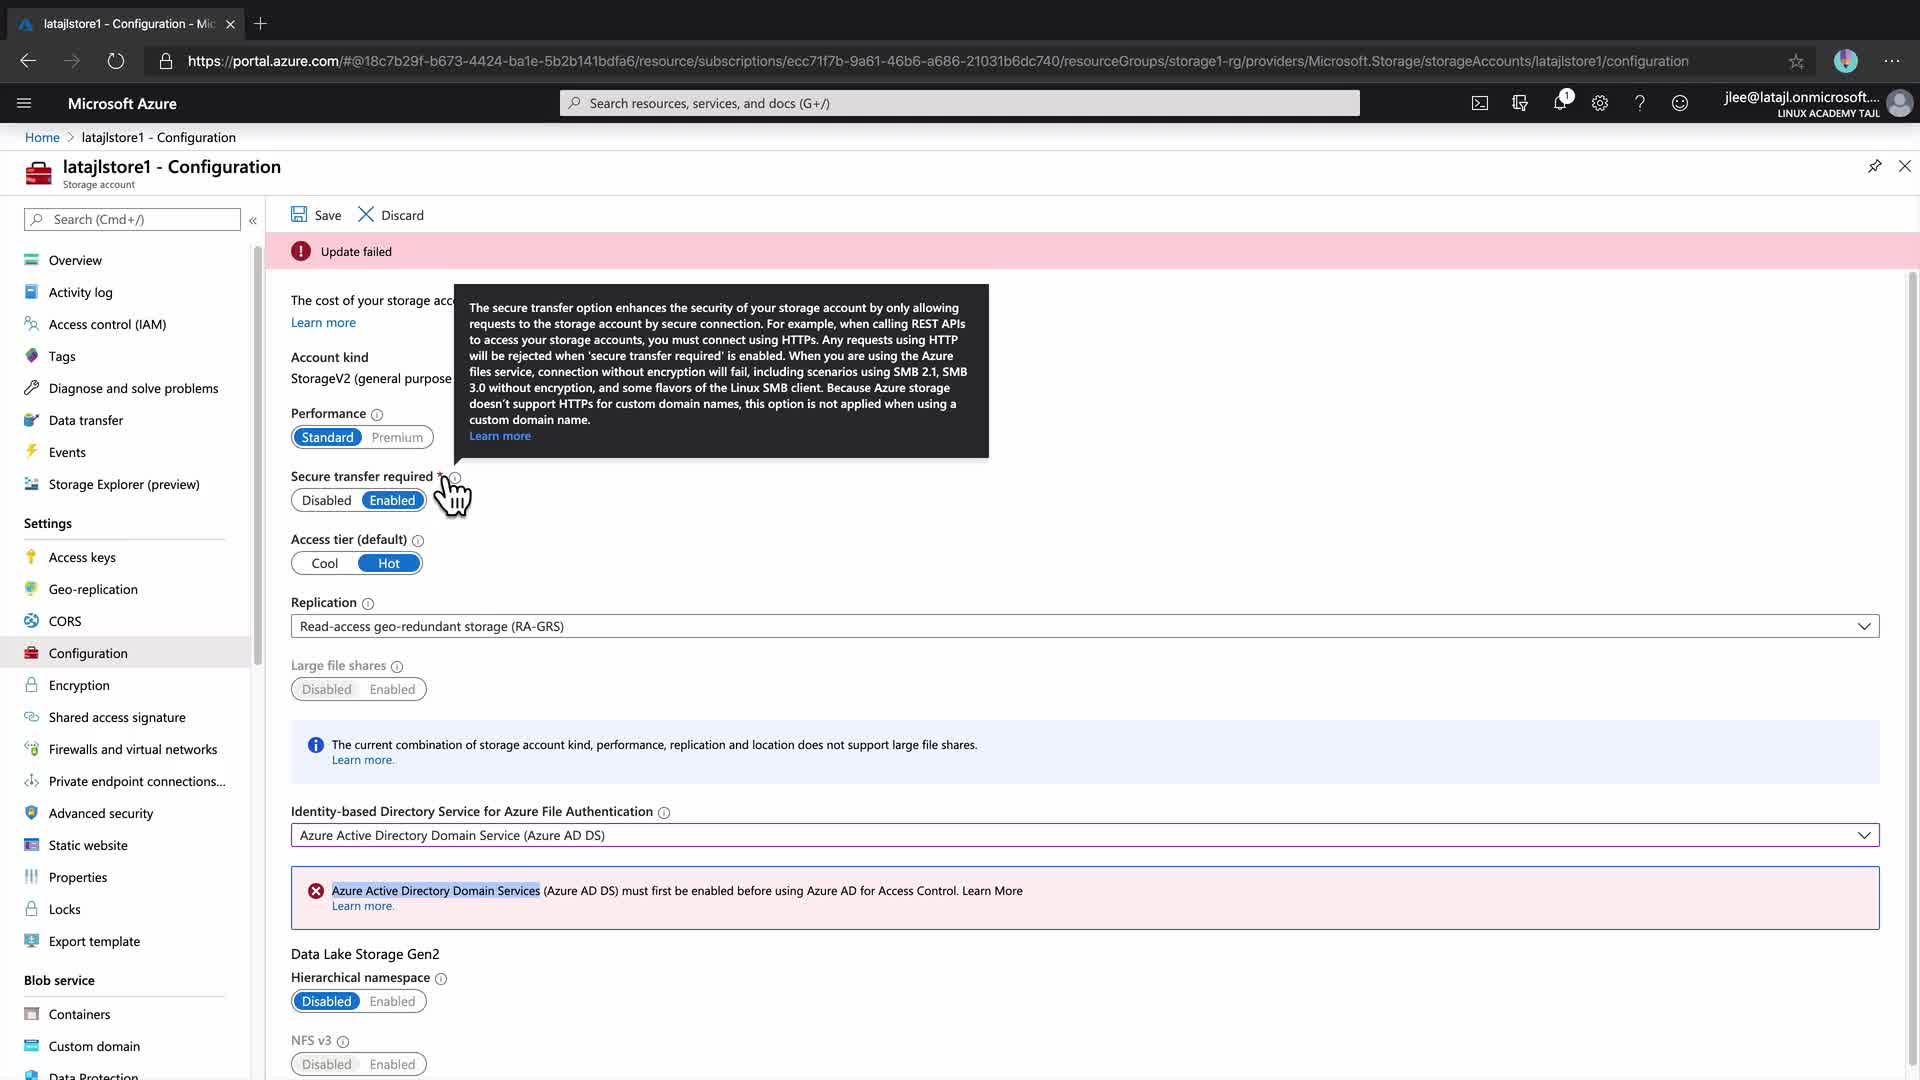 latajlstore1 - Configuration - Mic
https://portal.azure.com/#@18c7b29f-b673-4424-ba1e-5b2b141bdfa6/resource/subscriptions/ecc71f7b-9a61-46b6-a686-21031b6dc740/resourceGroups/storage1-rg/providers/Microsoft.Storage/storageAccounts/latajlstore1/configuration
Microsoft Azure
Search resources, services, and docs (G+/)
1
jlee@latajl.onmicrosoft....
LINUX ACADEMY TAJL
Home > latajlstore1 - Configuration
latajlstore1 - Configuration
Storage account
Search (Cmd+/)
«
Overview
Activity log
Access control (IAM)
Tags
Diagnose and solve problems
Data transfer
Events
Storage Explorer (preview)
Settings
Access keys
Geo-replication
CORS
Configuration
Encryption
Shared access signature
Firewalls and virtual networks
Private endpoint connections...
Advanced security
Static website
Properties
Locks
Export template
Blob service
Containers
Custom domain
Data Protection
Save
Discard
Update failed
The cost of your storage acc
Learn more
The secure transfer option enhances the security of your storage account by only allowing
requests to the storage account by secure connection. For example, when calling REST APIs
to access your storage accounts, you must connect using HTTPs. Any requests using HTTP
will be rejected when 'secure transfer required' is enabled. When you are using the Azure
files service, connection without encryption will fail, including scenarios using SMB 2.1, SMB
3.0 without encryption, and some flavors of the Linux SMB client. Because Azure storage
doesn't support HTTPs for custom domain names, this option is not applied when using a
custom domain name.
Learn more
Account kind
StorageV2 (general purpose
Performance
Standard Premium
Secure transfer required *
Disabled Enabled
Access tier (default)
Cool Hot
Replication
Read-access geo-redundant storage (RA-GRS)
Large file shares
Disabled Enabled
The current combination of storage account kind, performance, replication and location does not support large file shares.
Learn more.
Identity-based Directory Service for Azure File Authentication
Azure Active Directory Domain Service (Azure AD DS)
Azure Active Directory Domain Services (Azure AD DS) must first be enabled before using Azure AD for Access Control. Learn More
Learn more.
Data Lake Storage Gen2
Hierarchical namespace
Disabled Enabled
NFS v3
Disabled Enabled